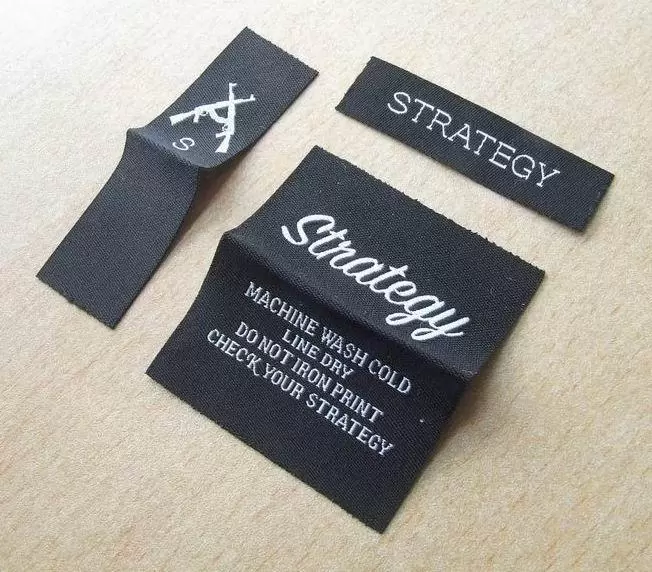 S
STRATEGY
Strategy
MACHINE WASH COLD
LINE DRY
DO NOT IRON PRINT
CHECK YOUR STRATEGY